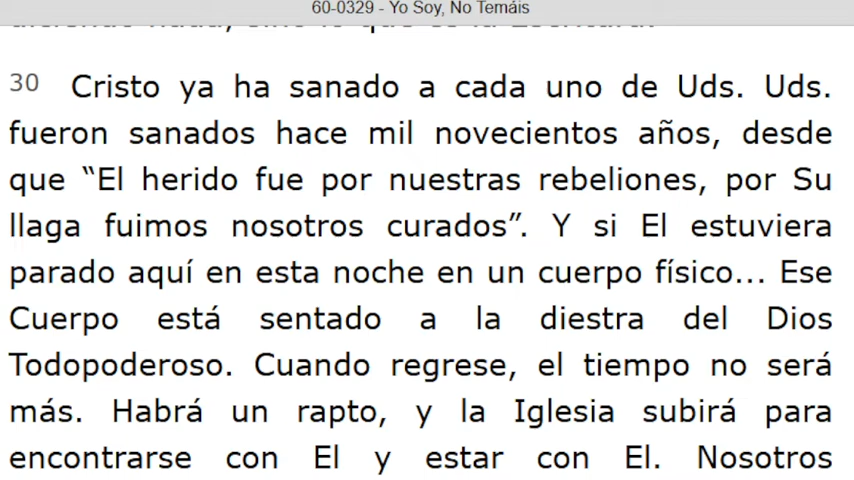 60-0329 - Yo Soy, No Temáis
30 Cristo ya ha sanado a cada uno de Uds. Uds.
fueron sanados hace mil novecientos años, desde
que “El herido fue por nuestras rebeliones, por Su
llaga fuimos nosotros curados”. Y si El estuviera
parado aquí en esta noche en un cuerpo físico... Ese
Cuerpo está sentado a la diestra del Dios
Todopoderoso. Cuando regrese, el tiempo no será
más. Habrá un rapto, y la Iglesia subirá para
encontrarse con El y estar con El. Nosotros